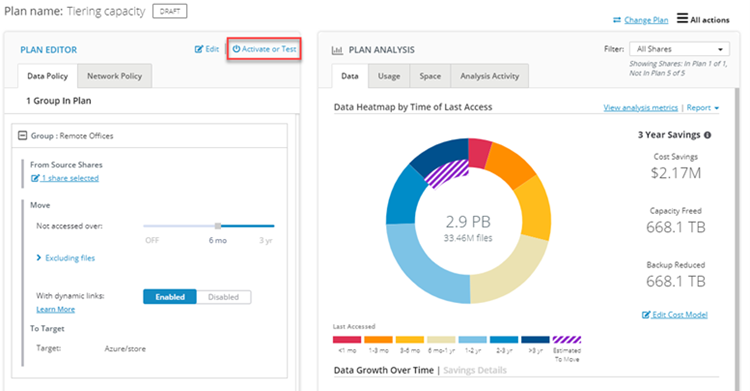 Plan name: Tiering capacity DRAFT
Change Plan All actions
PLAN EDITOR Edit Activate or Test
Data Policy Network Policy
1 Group In Plan
Group : Remote Offices
From Source Shares
1 share selected
Move
Not accessed over:
OFF 6 mo 3 yr
Excluding files
With dynamic links: Enabled Disabled
Learn More
To Target
Target: Azure/store
PLAN ANALYSIS
Filter: All Shares
Showing Shares: In Plan 1 of 1,
Not In Plan 5 of 5
Data Usage Space Analysis Activity
Data Heatmap by Time of Last Access
View analysis metrics | Report
2.9 PB
33.46M files
3 Year Savings
Cost Savings
$2.17M
Capacity Freed
668.1 TB
Backup Reduced
668.1 TB
Edit Cost Model
Last Accessed
<1 mo 1-3 mo 3-6 mo 6 mo-1 yr 1-2 yr 2-3 yr >3 yr Estimated
To Move
Data Growth Over Time | Savings Details